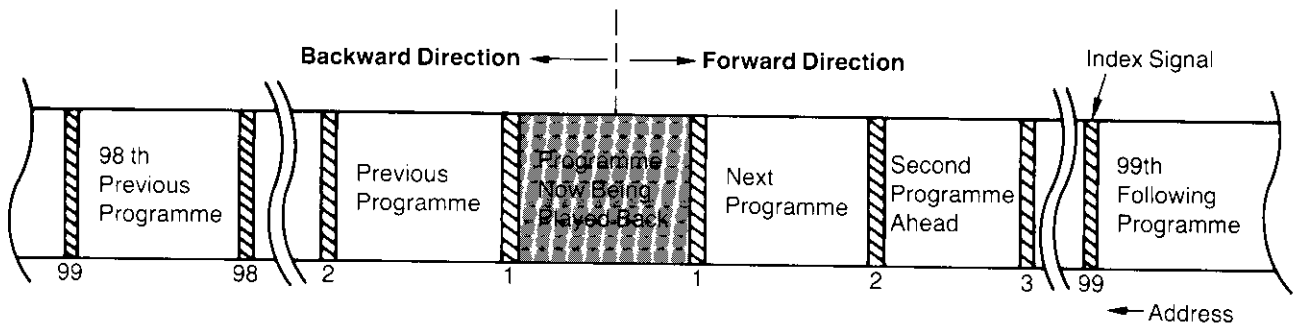 Backward Direction
Forward Direction
Index Signal
98 th
Previous
Programme
Previous
Programme
Programme
Now Being
Played Back
Next
Programme
Second
Programme
Ahead
99th
Following
Programme
99
98
2
1
1
2
3
99
Address